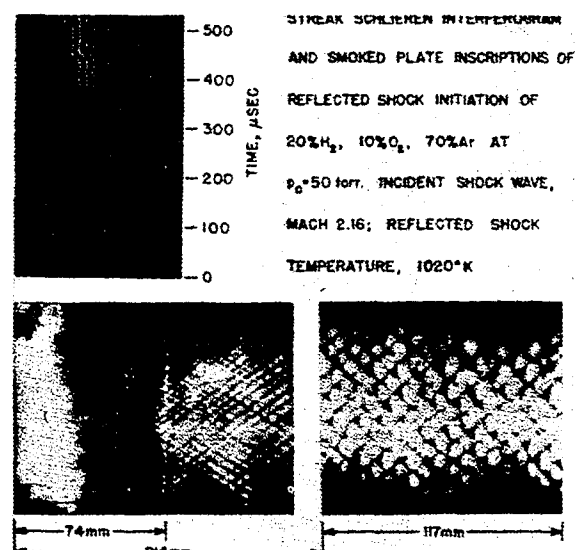 500
400
300
200
100
0
TIME, μSEC
STREAK SCHLIEREN INTERFEROGRAM
AND SMOKED PLATE INSCRIPTIONS OF
REFLECTED SHOCK INITIATION OF
20%H₂, 10%O₂, 70%Ar AT
p₀=50 torr. INCIDENT SHOCK WAVE,
MACH 2.16; REFLECTED SHOCK
TEMPERATURE, 1020°K
74mm
117mm